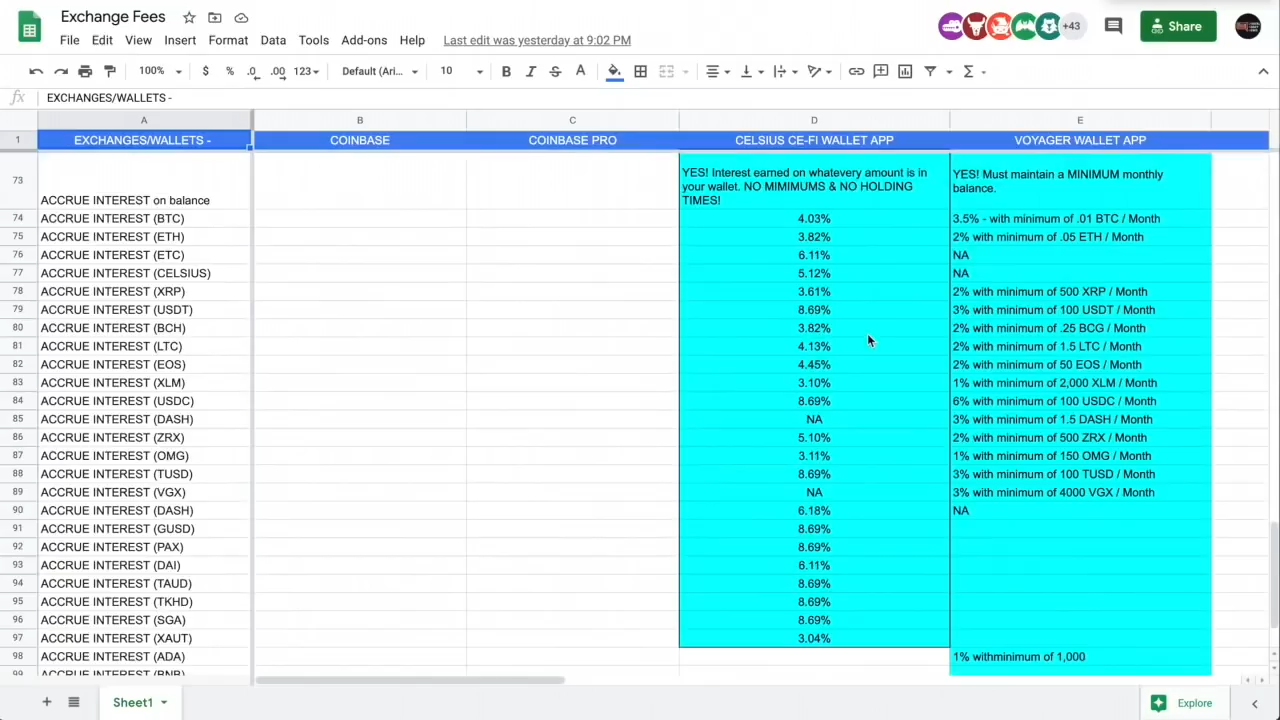 Exchange Fees
File Edit View Insert Format Data Add-ons Help Last edit was yesterday at 9:02 PM
+43
Share
100% $ % .0 .00 123 Default (Ari... 10 B I S A
fx EXCHANGES/WALLETS -
A B C D E
1 EXCHANGES/WALLETS - COINBASE COINBASE PRO CELSIUS CE-FI WALLET APP VOYAGER WALLET APP
73 ACCRUE INTEREST on balance
YES! Interest earned on whatevery amount is in
your wallet. NO MIMIMUMS & NO HOLDING
TIMES!
YES! Must maintain a MINIMUM monthly
balance.
74 ACCRUE INTEREST (BTC) 4.03% 3.5% - with minimum of .01 BTC / Month
75 ACCRUE INTEREST (ETH) 3.82% 2% with minimum of .05 ETH / Month
76 ACCRUE INTEREST (ETC) 6.11% NA
77 ACCRUE INTEREST (CELSIUS) 5.12% NA
78 ACCRUE INTEREST (XRP) 3.61% 2% with minimum of 500 XRP / Month
79 ACCRUE INTEREST (USDT) 8.69% 3% with minimum of 100 USDT / Month
80 ACCRUE INTEREST (BCH) 3.82% 2% with minimum of .25 BCG / Month
81 ACCRUE INTEREST (LTC) 4.13% 2% with minimum of 1.5 LTC / Month
82 ACCRUE INTEREST (EOS) 4.45% 2% with minimum of 50 EOS / Month
83 ACCRUE INTEREST (XLM) 3.10% 1% with minimum of 2,000 XLM / Month
84 ACCRUE INTEREST (USDC) 8.69% 6% with minimum of 100 USDC / Month
85 ACCRUE INTEREST (DASH) NA 3% with minimum of 1.5 DASH / Month
86 ACCRUE INTEREST (ZRX) 5.10% 2% with minimum of 500 ZRX / Month
87 ACCRUE INTEREST (OMG) 3.11% 1% with minimum of 150 OMG / Month
88 ACCRUE INTEREST (TUSD) 8.69% 3% with minimum of 100 TUSD / Month
89 ACCRUE INTEREST (VGX) NA 3% with minimum of 4000 VGX / Month
90 ACCRUE INTEREST (DASH) 6.18% NA
91 ACCRUE INTEREST (GUSD) 8.69%
92 ACCRUE INTEREST (PAX) 8.69%
93 ACCRUE INTEREST (DAI) 6.11%
94 ACCRUE INTEREST (TAUD) 8.69%
95 ACCRUE INTEREST (TKHD) 8.69%
96 ACCRUE INTEREST (SGA) 8.69%
97 ACCRUE INTEREST (XAUT) 3.04%
98 ACCRUE INTEREST (ADA) 1% withminimum of 1,000
99 ACCRUE INTEREST (BNB)
Sheet1
Explore